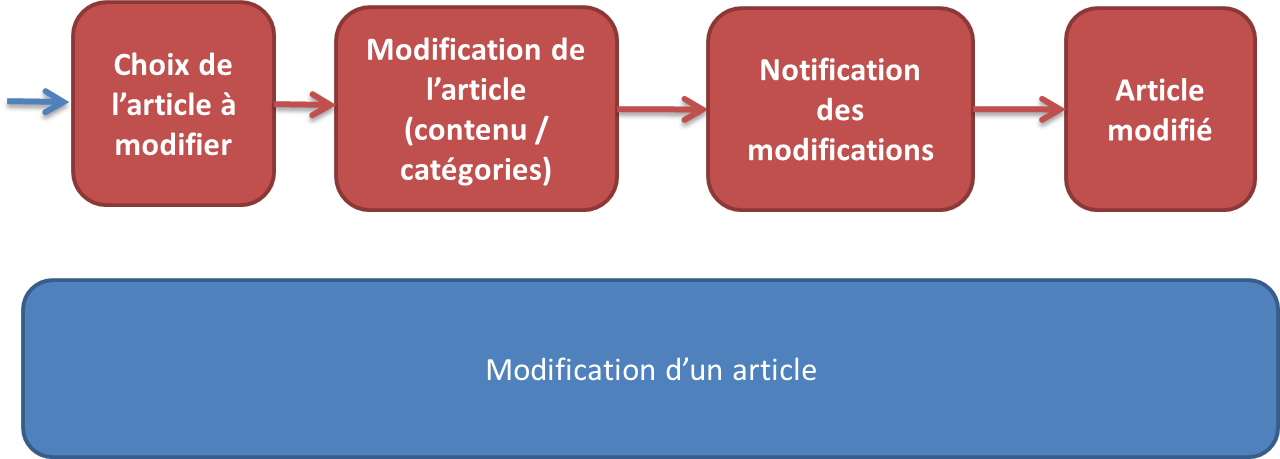 Choix de
l’article à
modifier
Modification de
l’article
(contenu /
catégories)
Notification
des
modifications
Article
modifié
Modification d’un article